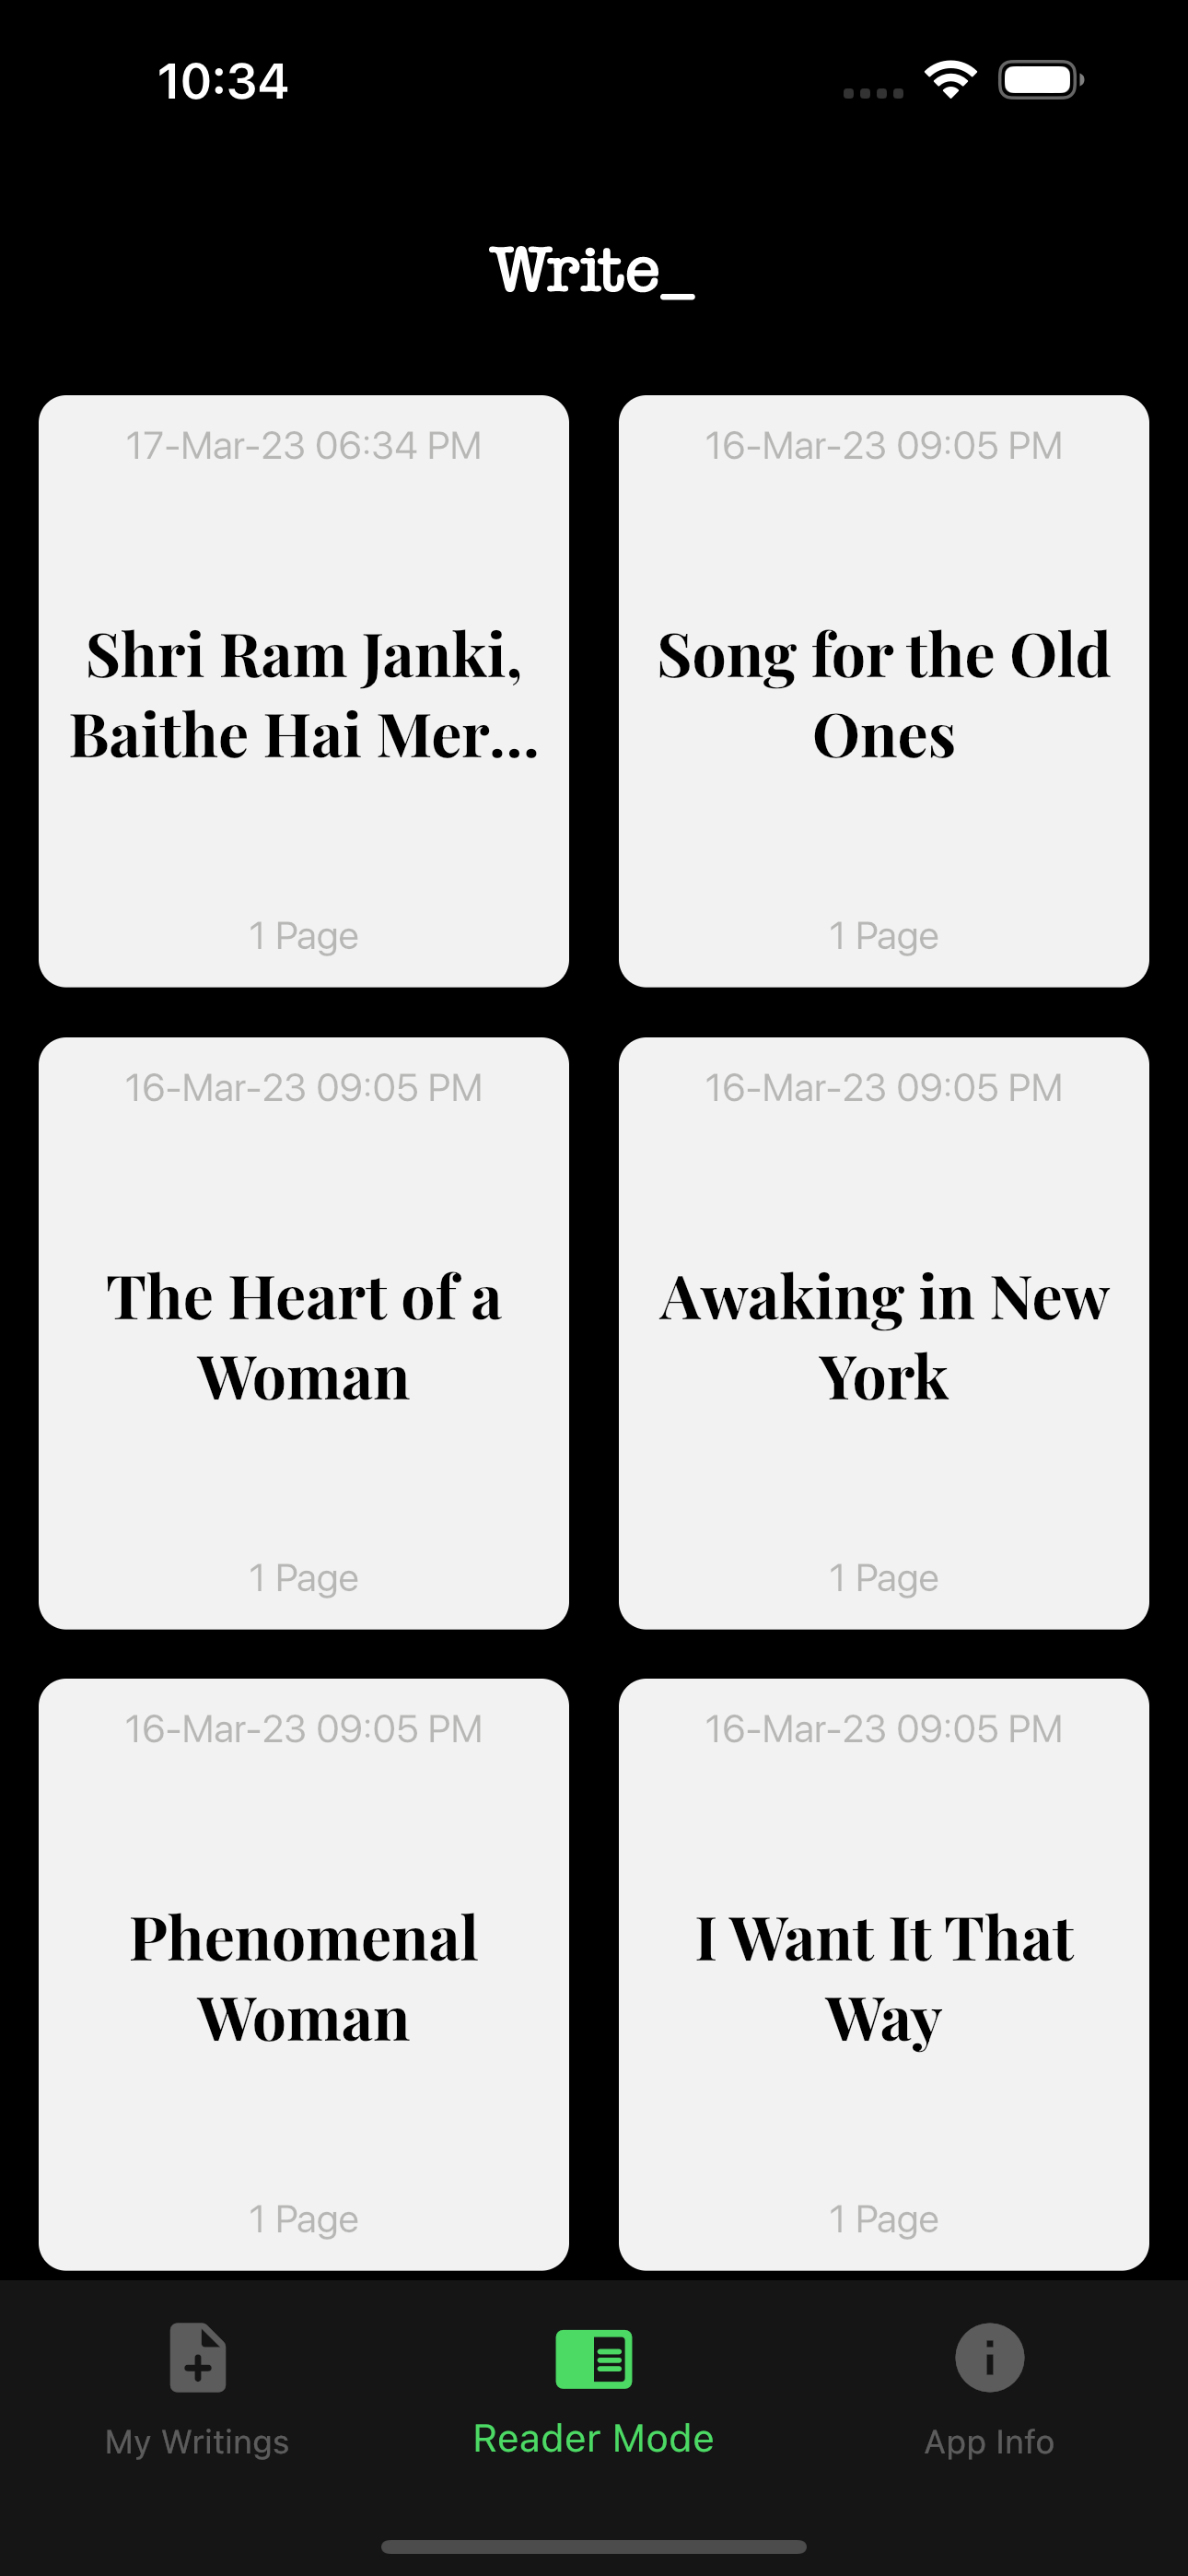 10:34
Write_
17-Mar-23 06:34 PM
Shri Ram Janki,
Baithe Hai Mer...
1 Page
16-Mar-23 09:05 PM
Song for the Old
Ones
1 Page
16-Mar-23 09:05 PM
The Heart of a
Woman
1 Page
16-Mar-23 09:05 PM
Awaking in New
York
1 Page
16-Mar-23 09:05 PM
Phenomenal
Woman
1 Page
16-Mar-23 09:05 PM
I Want It That
Way
1 Page
My Writings
Reader Mode
App Info